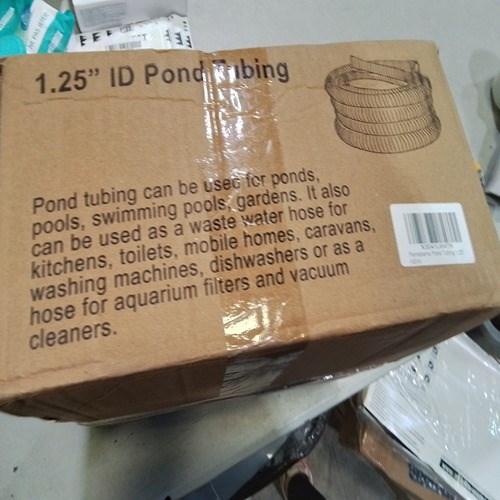 1.25” ID Pond Tubing
Pond tubing can be used for ponds,
pools, swimming pools, gardens. It also
can be used as a waste water hose for
kitchens, toilets, mobile homes, caravans,
washing machines, dishwashers or as a
hose for aquarium filters and vacuum
cleaners.